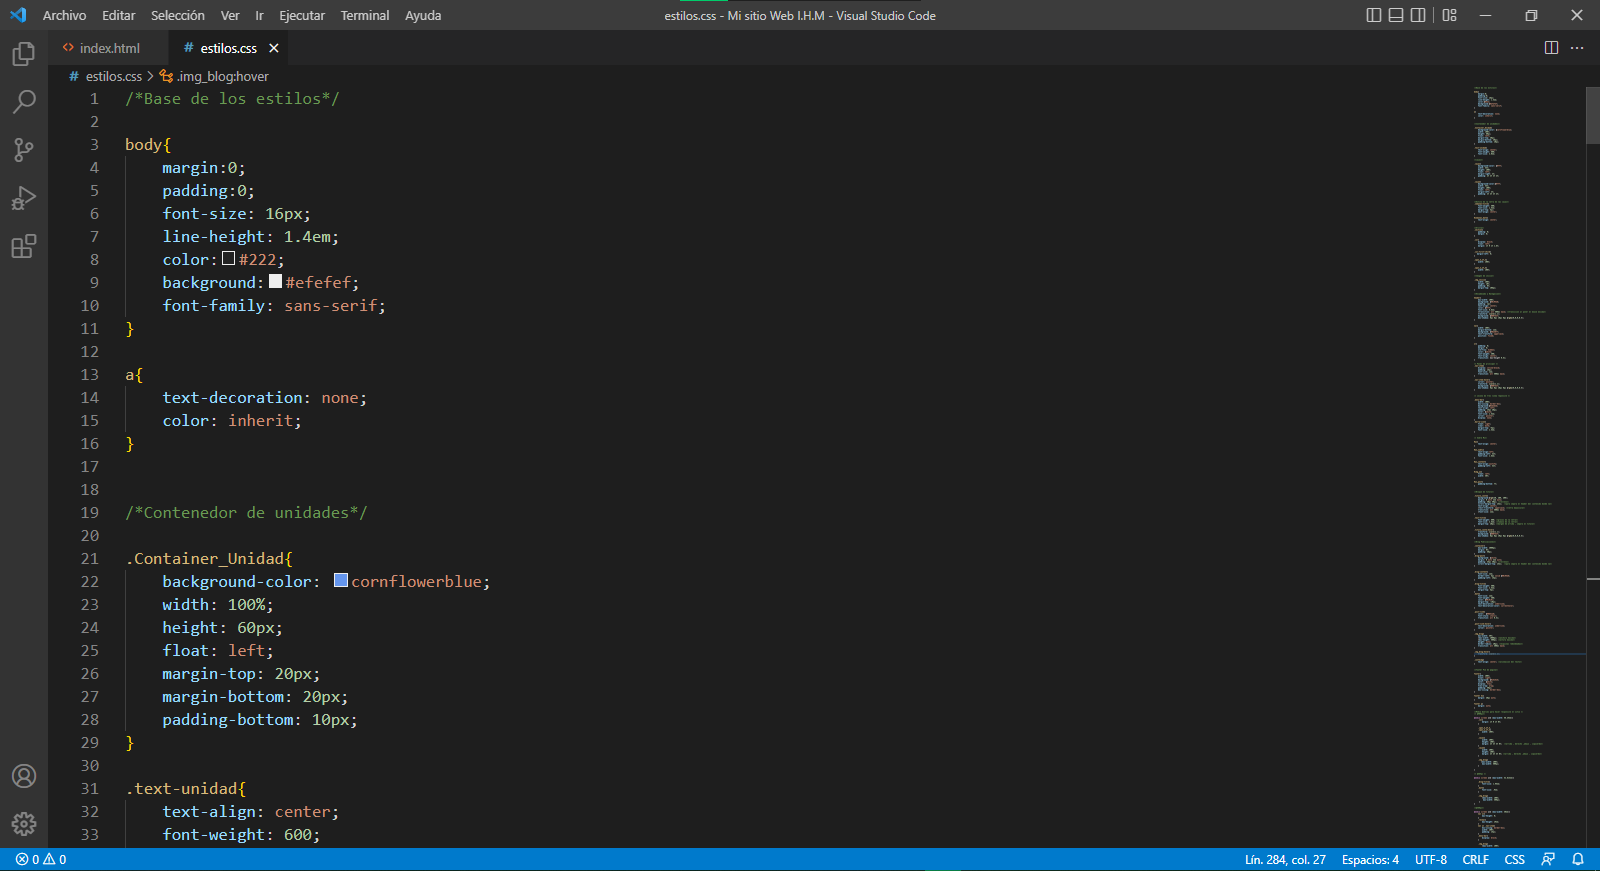 Archivo Editar Selección Ver Ir Ejecutar Terminal Ayuda estilos.css - Mi sitio Web I.H.M - Visual Studio Code
<> index.html # estilos.css
# estilos.css > .img_blog:hover
1 /*Base de los estilos*/
2
3 body{
4 margin:0;
5 padding:0;
6 font-size: 16px;
7 line-height: 1.4em;
8 color: #222;
9 background: #efefef;
10 font-family: sans-serif;
11 }
12
13 a{
14 text-decoration: none;
15 color: inherit;
16 }
17
18
19 /*Contenedor de unidades*/
20
21 .Container_Unidad{
22 background-color: cornflowerblue;
23 width: 100%;
24 height: 60px;
25 float: left;
26 margin-top: 20px;
27 margin-bottom: 20px;
28 padding-bottom: 10px;
29 }
30
31 .text-unidad{
32 text-align: center;
33 font-weight: 600;
0 0 Lín. 284, col. 27 Espacios: 4 UTF-8 CRLF CSS